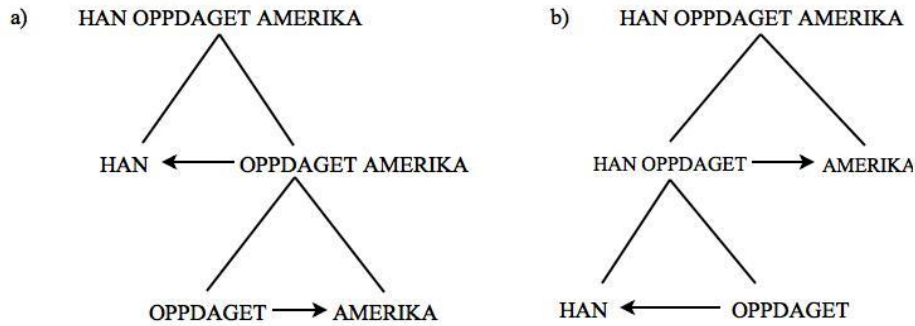 a) HAN OPPDAGET AMERIKA
HAN OPPDAGET AMERIKA
OPPDAGET AMERIKA
b) HAN OPPDAGET AMERIKA
HAN OPPDAGET AMERIKA
HAN OPPDAGET